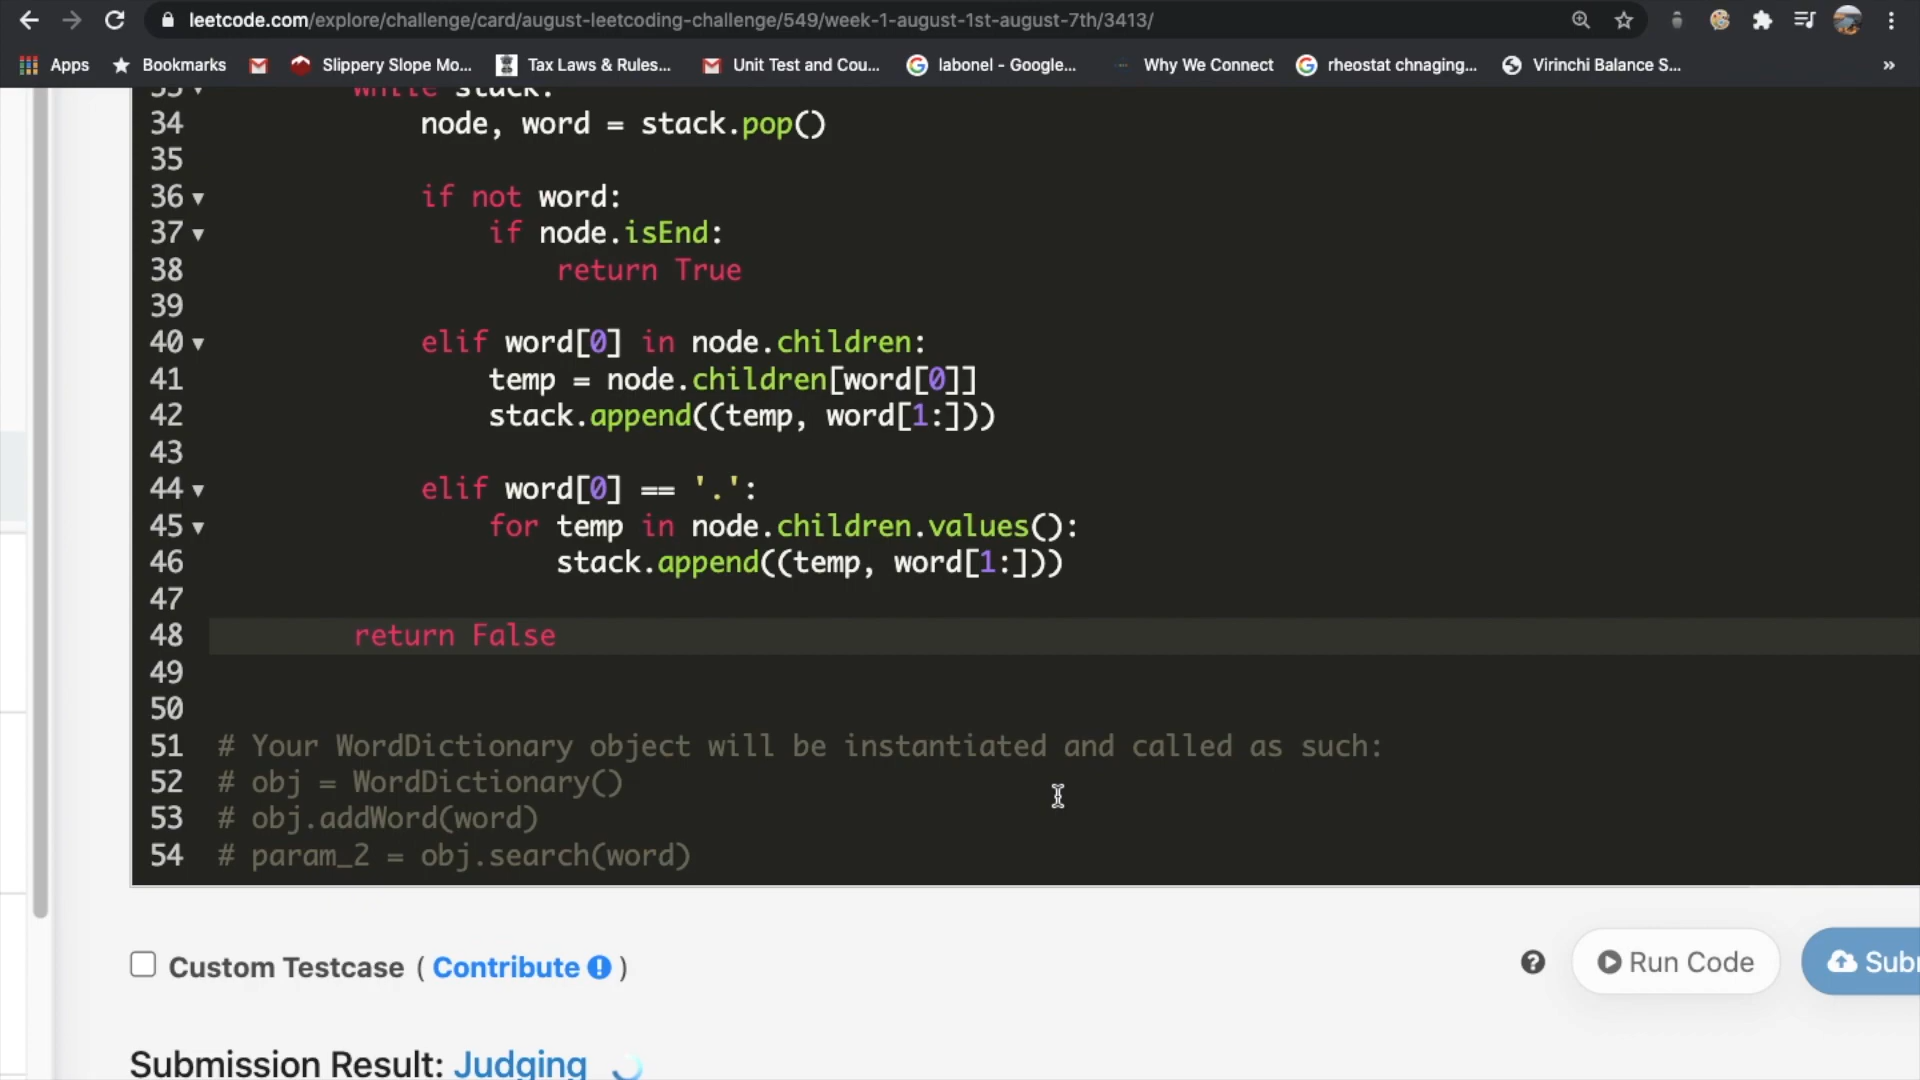 leetcode.com/explore/challenge/card/august-leetcoding-challenge/549/week-1-august-1st-august-7th/3413/
Apps Bookmarks Slippery Slope Mo... Tax Laws & Rules... Unit Test and Cou... labonel - Google... Why We Connect rheostat chnaging... Virinchi Balance S... »
33 while stack:
34 node, word = stack.pop()
35
36 if not word:
37 if node.isEnd:
38 return True
39
40 elif word[0] in node.children:
41 temp = node.children[word[0]]
42 stack.append((temp, word[1:]))
43
44 elif word[0] == '.':
45 for temp in node.children.values():
46 stack.append((temp, word[1:]))
47
48 return False
49
50
51 # Your WordDictionary object will be instantiated and called as such:
52 # obj = WordDictionary()
53 # obj.addWord(word)
54 # param_2 = obj.search(word)
Custom Testcase ( Contribute )
Run Code
Subm
Submission Result: Judging